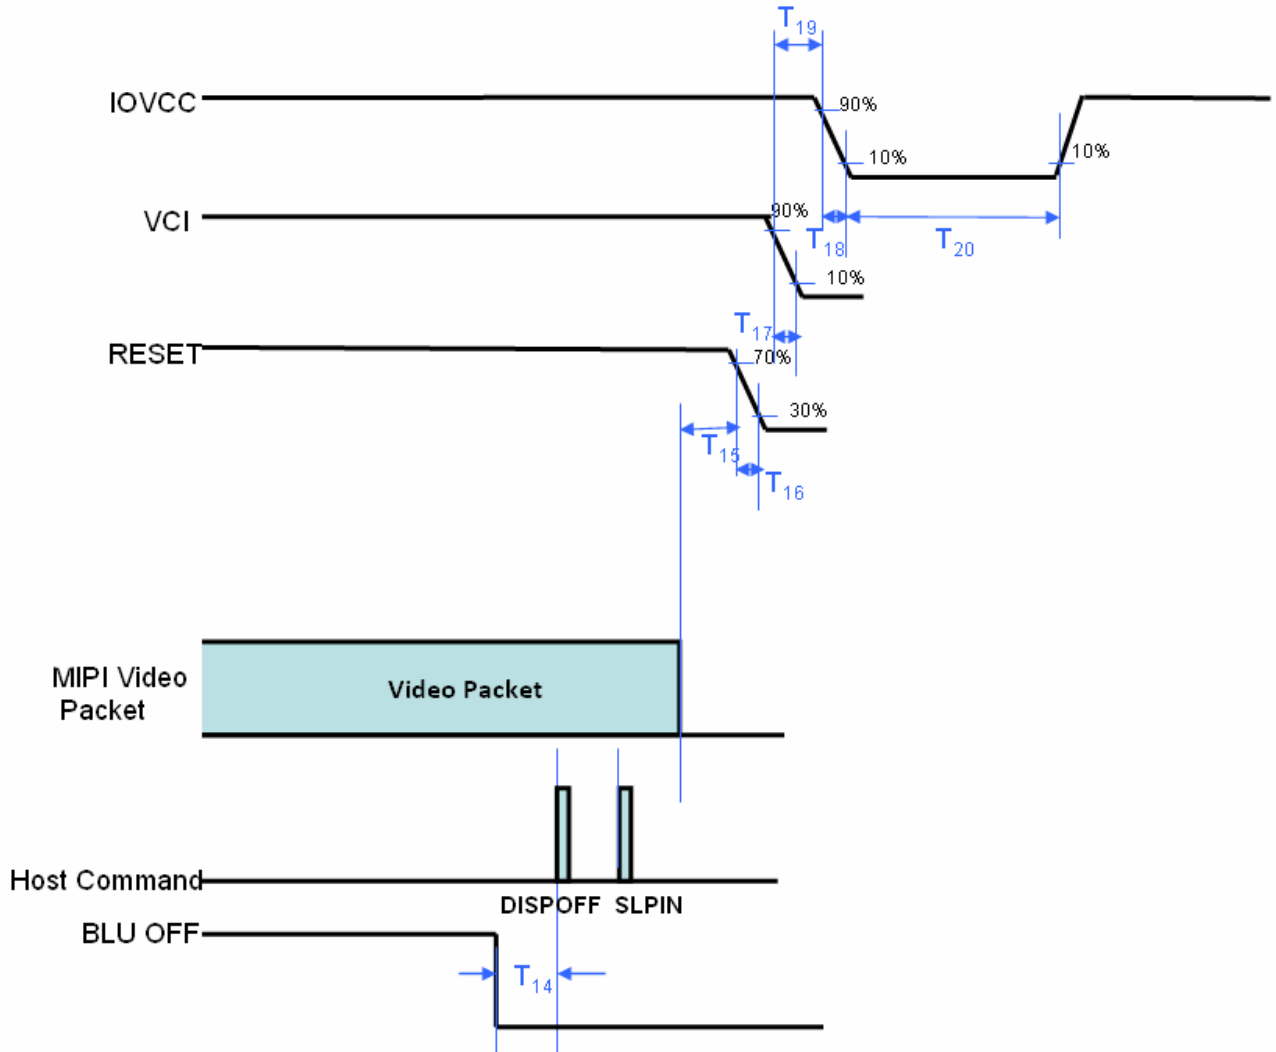 T19
IOVCC
90%
10%
10%
VCI
90%
T18
T20
10%
T17
RESET
70%
30%
T15
T16
MIPI Video
Packet
Video Packet
Host Command
DISPOFF SLPIN
BLU OFF
T14